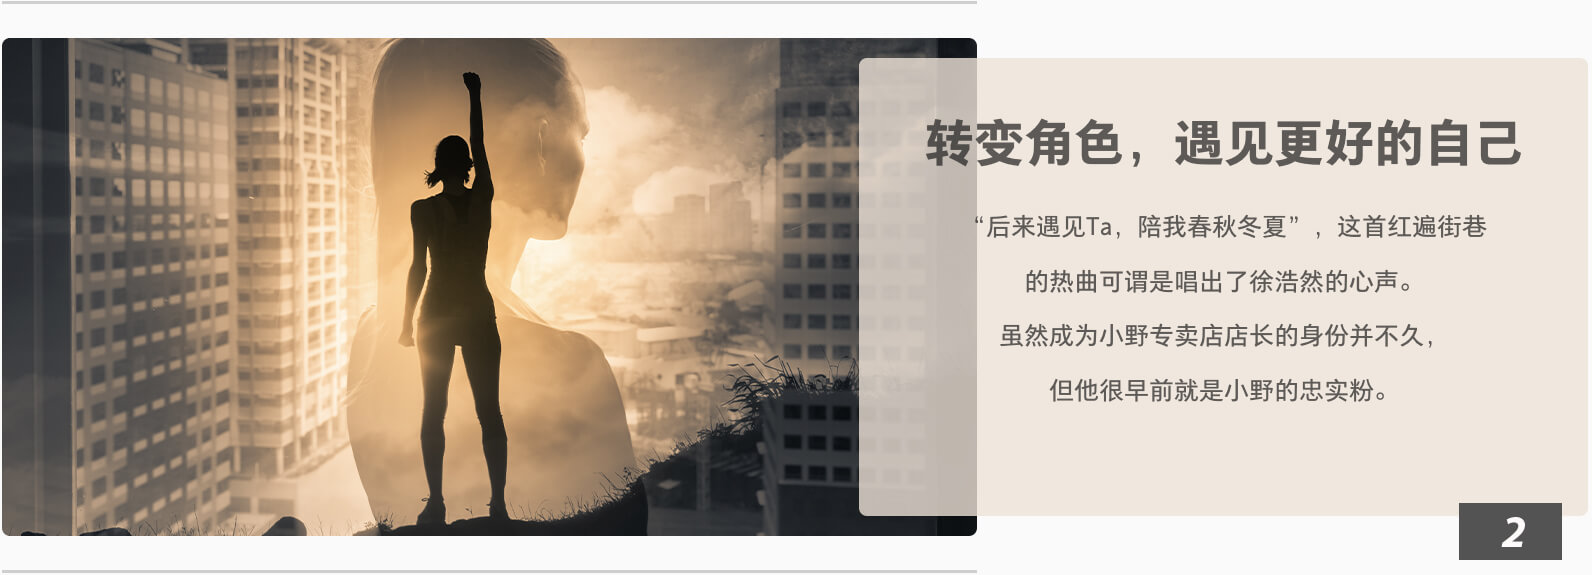 转变角色，遇见更好的自己
“后来遇见Ta，陪我春秋冬夏”，这首红遍街巷
的热曲可谓是唱出了徐浩然的心声。
虽然成为小野专卖店店长的身份并不久，
但他很早前就是小野的忠实粉。
2